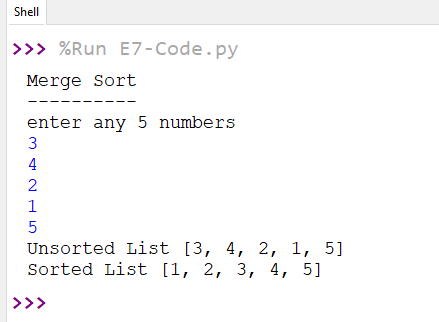 Shell
>>> %Run E7-Code.py
Merge Sort
----------
enter any 5 numbers
3
4
2
1
5
Unsorted List [3, 4, 2, 1, 5]
Sorted List [1, 2, 3, 4, 5]
>>>